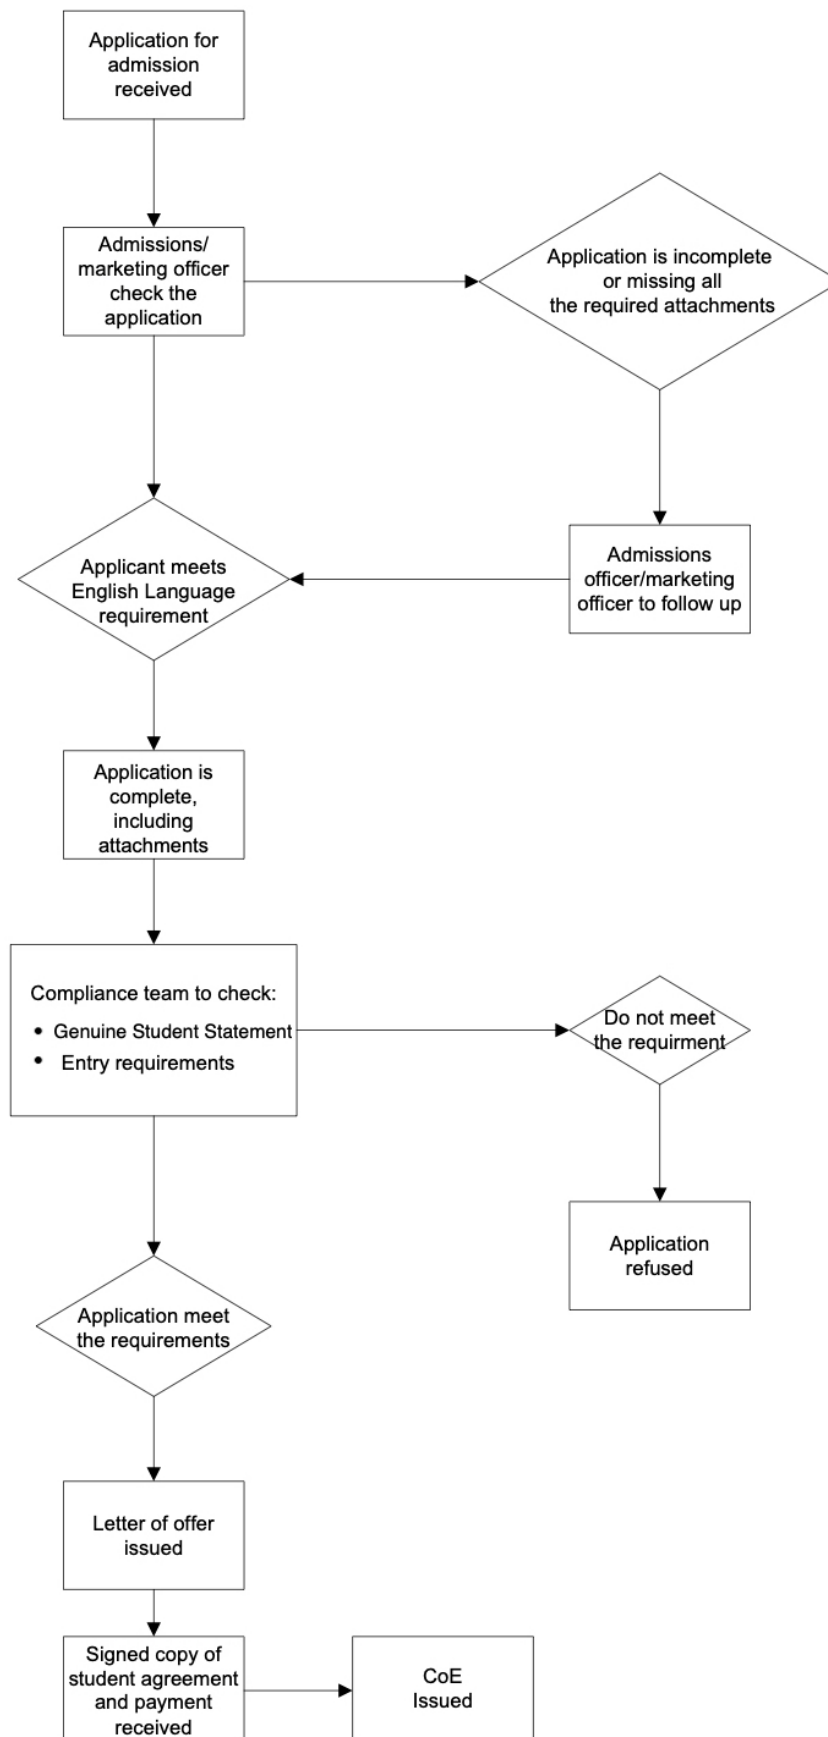 Application for
admission
received
Admissions/
marketing officer
check the
application
Application is incomplete
or missing all
the required attachments
Applicant meets
English Language
requirement
Admissions
officer/marketing
officer to follow up
Application is
complete,
including
attachments
Compliance team to check:
• Genuine Student Statement
• Entry requirements
Do not meet
the requirment
Application
refused
Application meet
the requirements
Letter of offer
issued
Signed copy of
student agreement
and payment
received
CoE
Issued